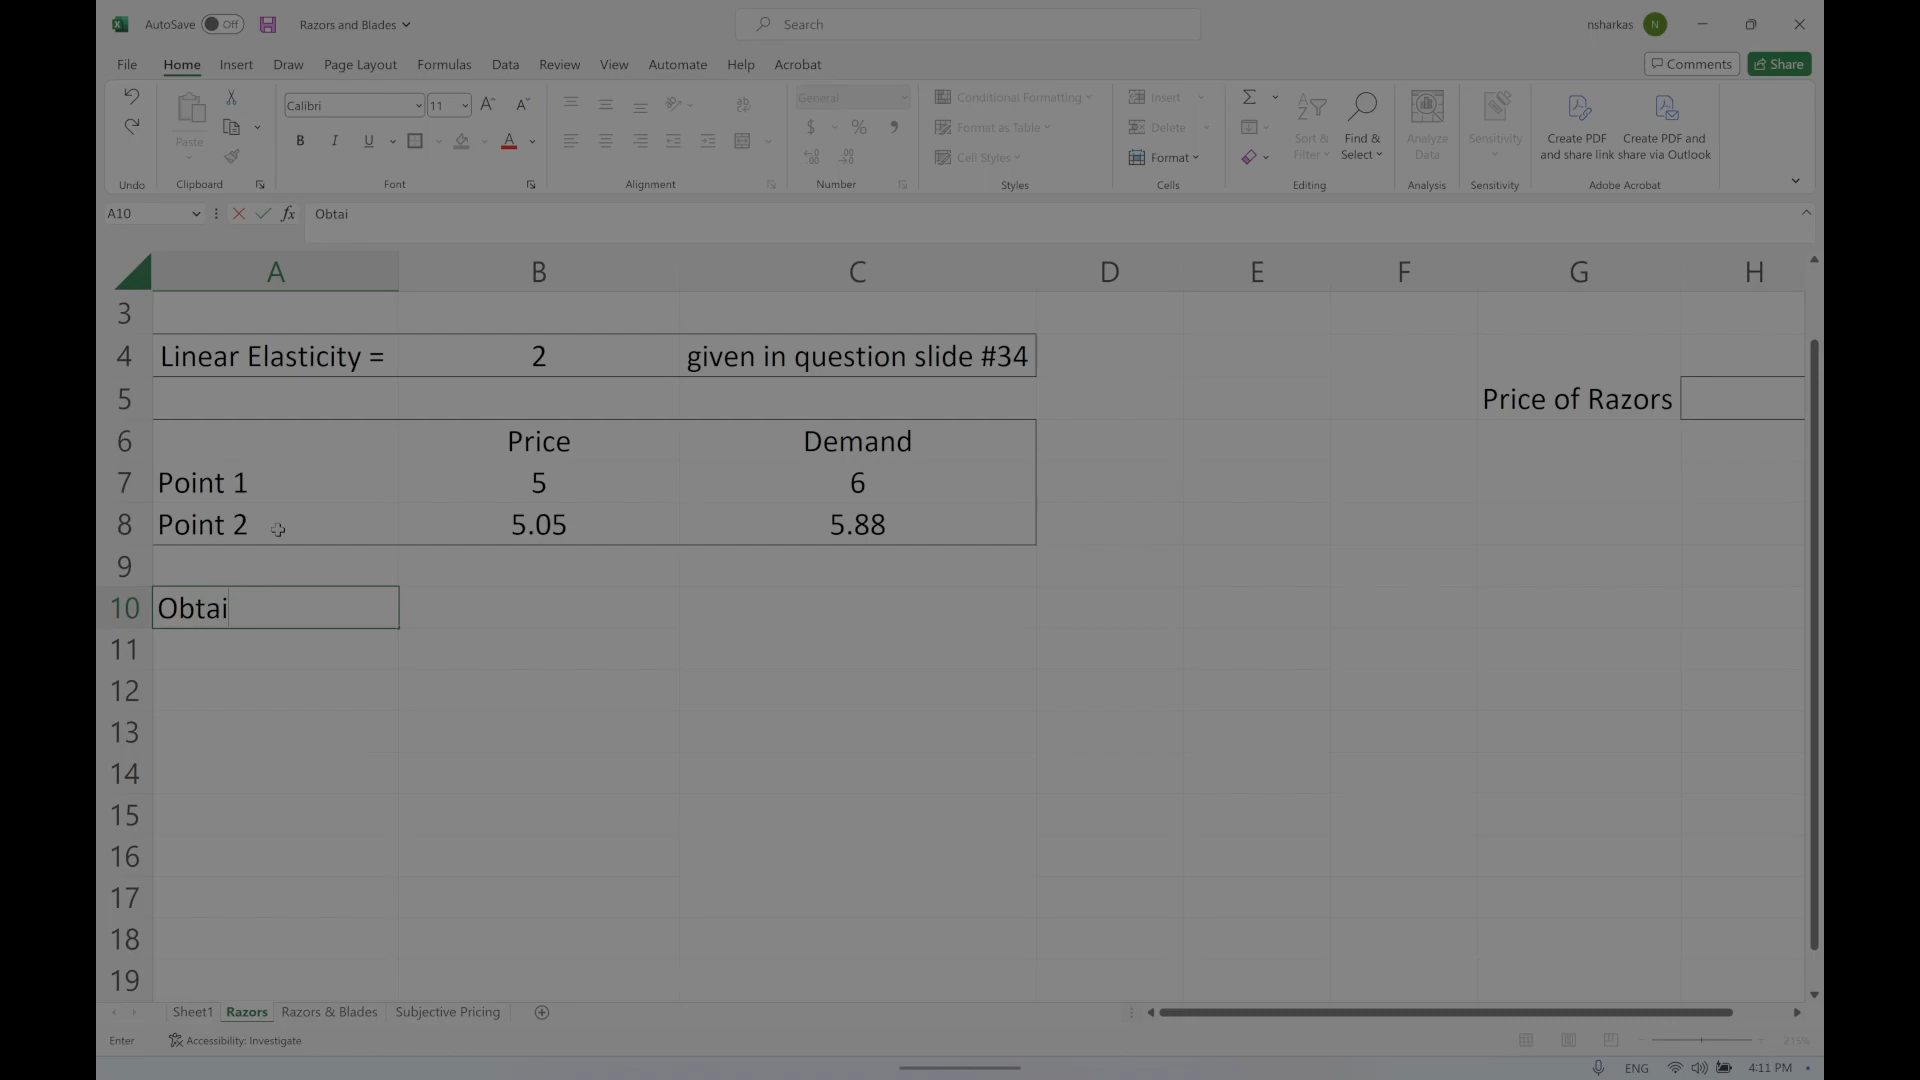 AutoSave Off Razors and Blades Search nsharkas N
File Home Insert Draw Page Layout Formulas Data Review View Automate Help Acrobat Comments Share
Calibri 11 General Conditional Formatting Insert
Paste B I U $ % Format as Table Delete Sort & Filter Find & Select Analyze Data Sensitivity Create PDF and share link Create PDF and share via Outlook
Cell Styles Format
Undo Clipboard Font Alignment Number Styles Cells Editing Analysis Sensitivity Adobe Acrobat
A10 fx Obtai
A B C D E F G H
3
4 Linear Elasticity = 2 given in question slide #34
5 Price of Razors
6 Price Demand
7 Point 1 5 6
8 Point 2 5.05 5.88
9
10 Obtai
11
12
13
14
15
16
17
18
19
Sheet1 Razors Razors & Blades Subjective Pricing
Enter Accessibility: Investigate 215%
ENG 4:11 PM